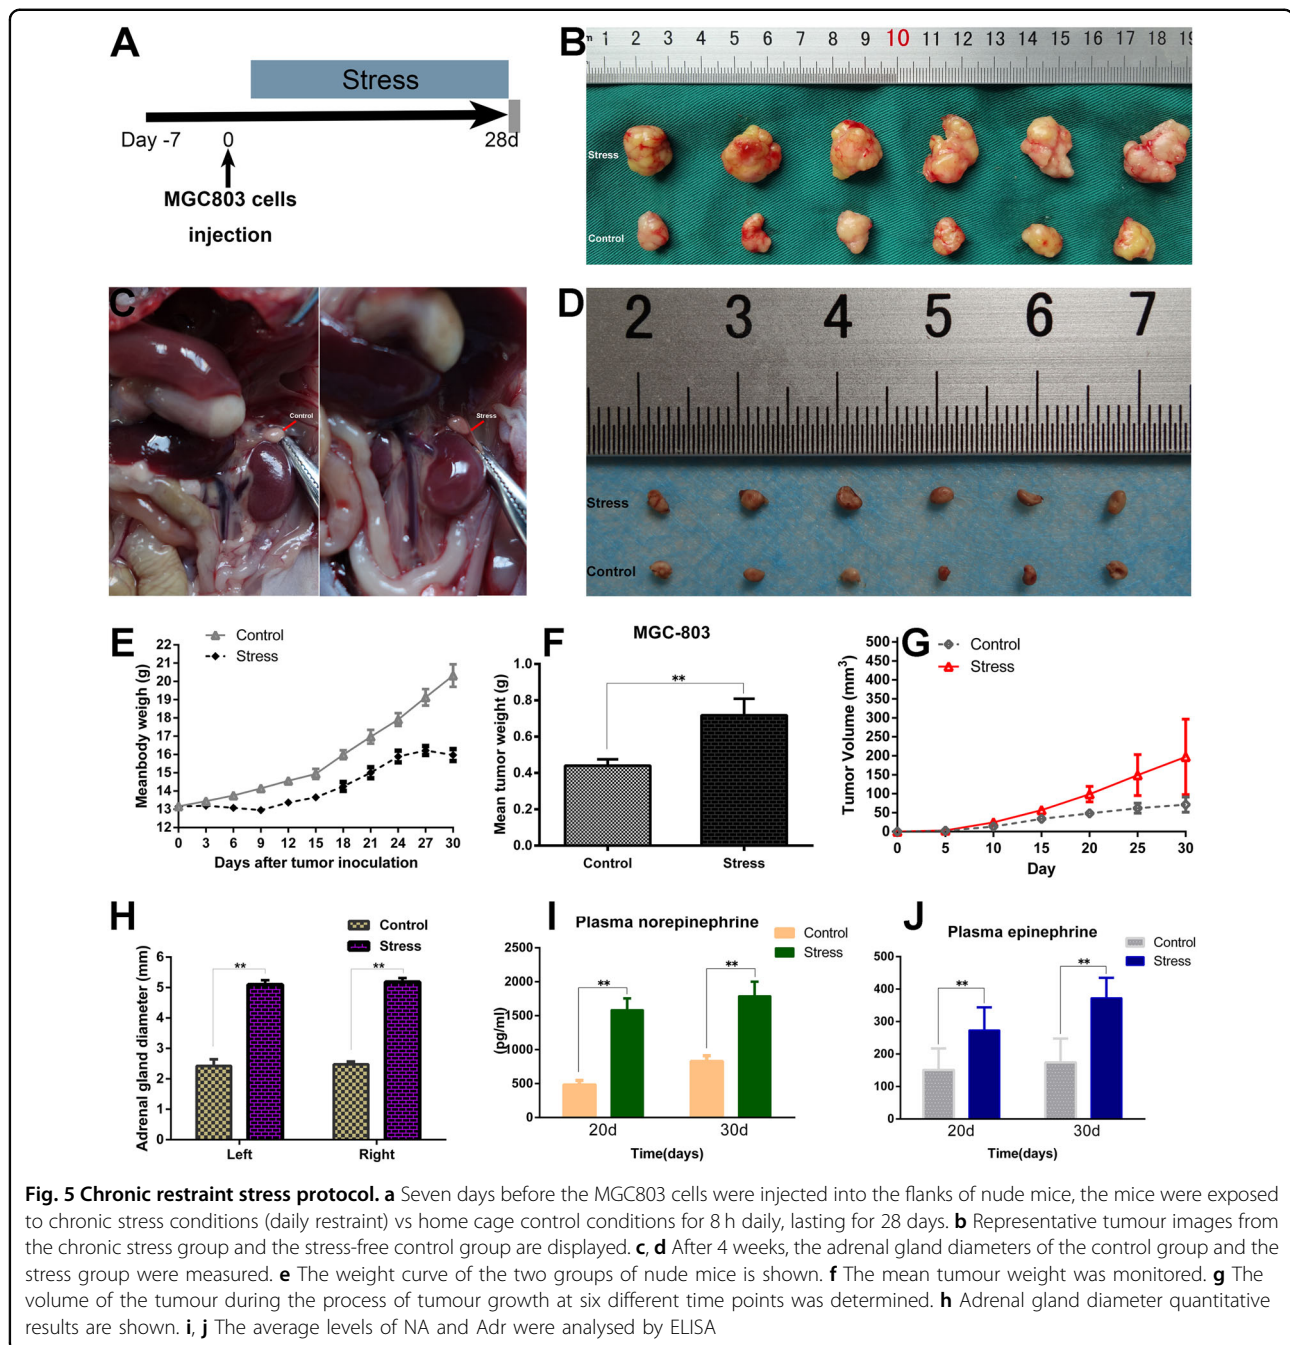 A
Stress
Day -7
0
28d
MGC803 cells
injection
B
1 2 3 4 5 6 7 8 9 10 11 12 13 14 15 16 17 18 19
Stress
Control
C
Control
Stress
D
2 3 4 5 6 7
Stress
Control
E
Control
Stress
Meanbody weigh (g)
22
21
20
19
18
17
16
15
14
13
12
0 3 6 9 12 15 18 21 24 27 30
Days after tumor inoculation
F
MGC-803
Mean tumor weight (g)
1.0
0.8
0.6
0.4
0.2
0.0
**
Control Stress
G
Control
Stress
Tumor Volume (mm3)
500
450
400
350
300
250
200
150
100
50
0
0 5 10 15 20 25 30
Day
H
Control
Stress
Adrenal gland diameter (mm)
6
5
4
3
2
1
0
** **
Left Right
I
Plasma norepinephrine
Control
Stress
(pg/ml)
2500
2000
1500
1000
500
0
** **
20d 30d
Time(days)
J
Plasma epinephrine
Control
Stress
500
400
300
200
100
0
** **
20d 30d
Time(days)
Fig. 5 Chronic restraint stress protocol. a Seven days before the MGC803 cells were injected into the flanks of nude mice, the mice were exposed
to chronic stress conditions (daily restraint) vs home cage control conditions for 8 h daily, lasting for 28 days. b Representative tumour images from
the chronic stress group and the stress-free control group are displayed. c, d After 4 weeks, the adrenal gland diameters of the control group and the
stress group were measured. e The weight curve of the two groups of nude mice is shown. f The mean tumour weight was monitored. g The
volume of the tumour during the process of tumour growth at six different time points was determined. h Adrenal gland diameter quantitative
results are shown. i, j The average levels of NA and Adr were analysed by ELISA